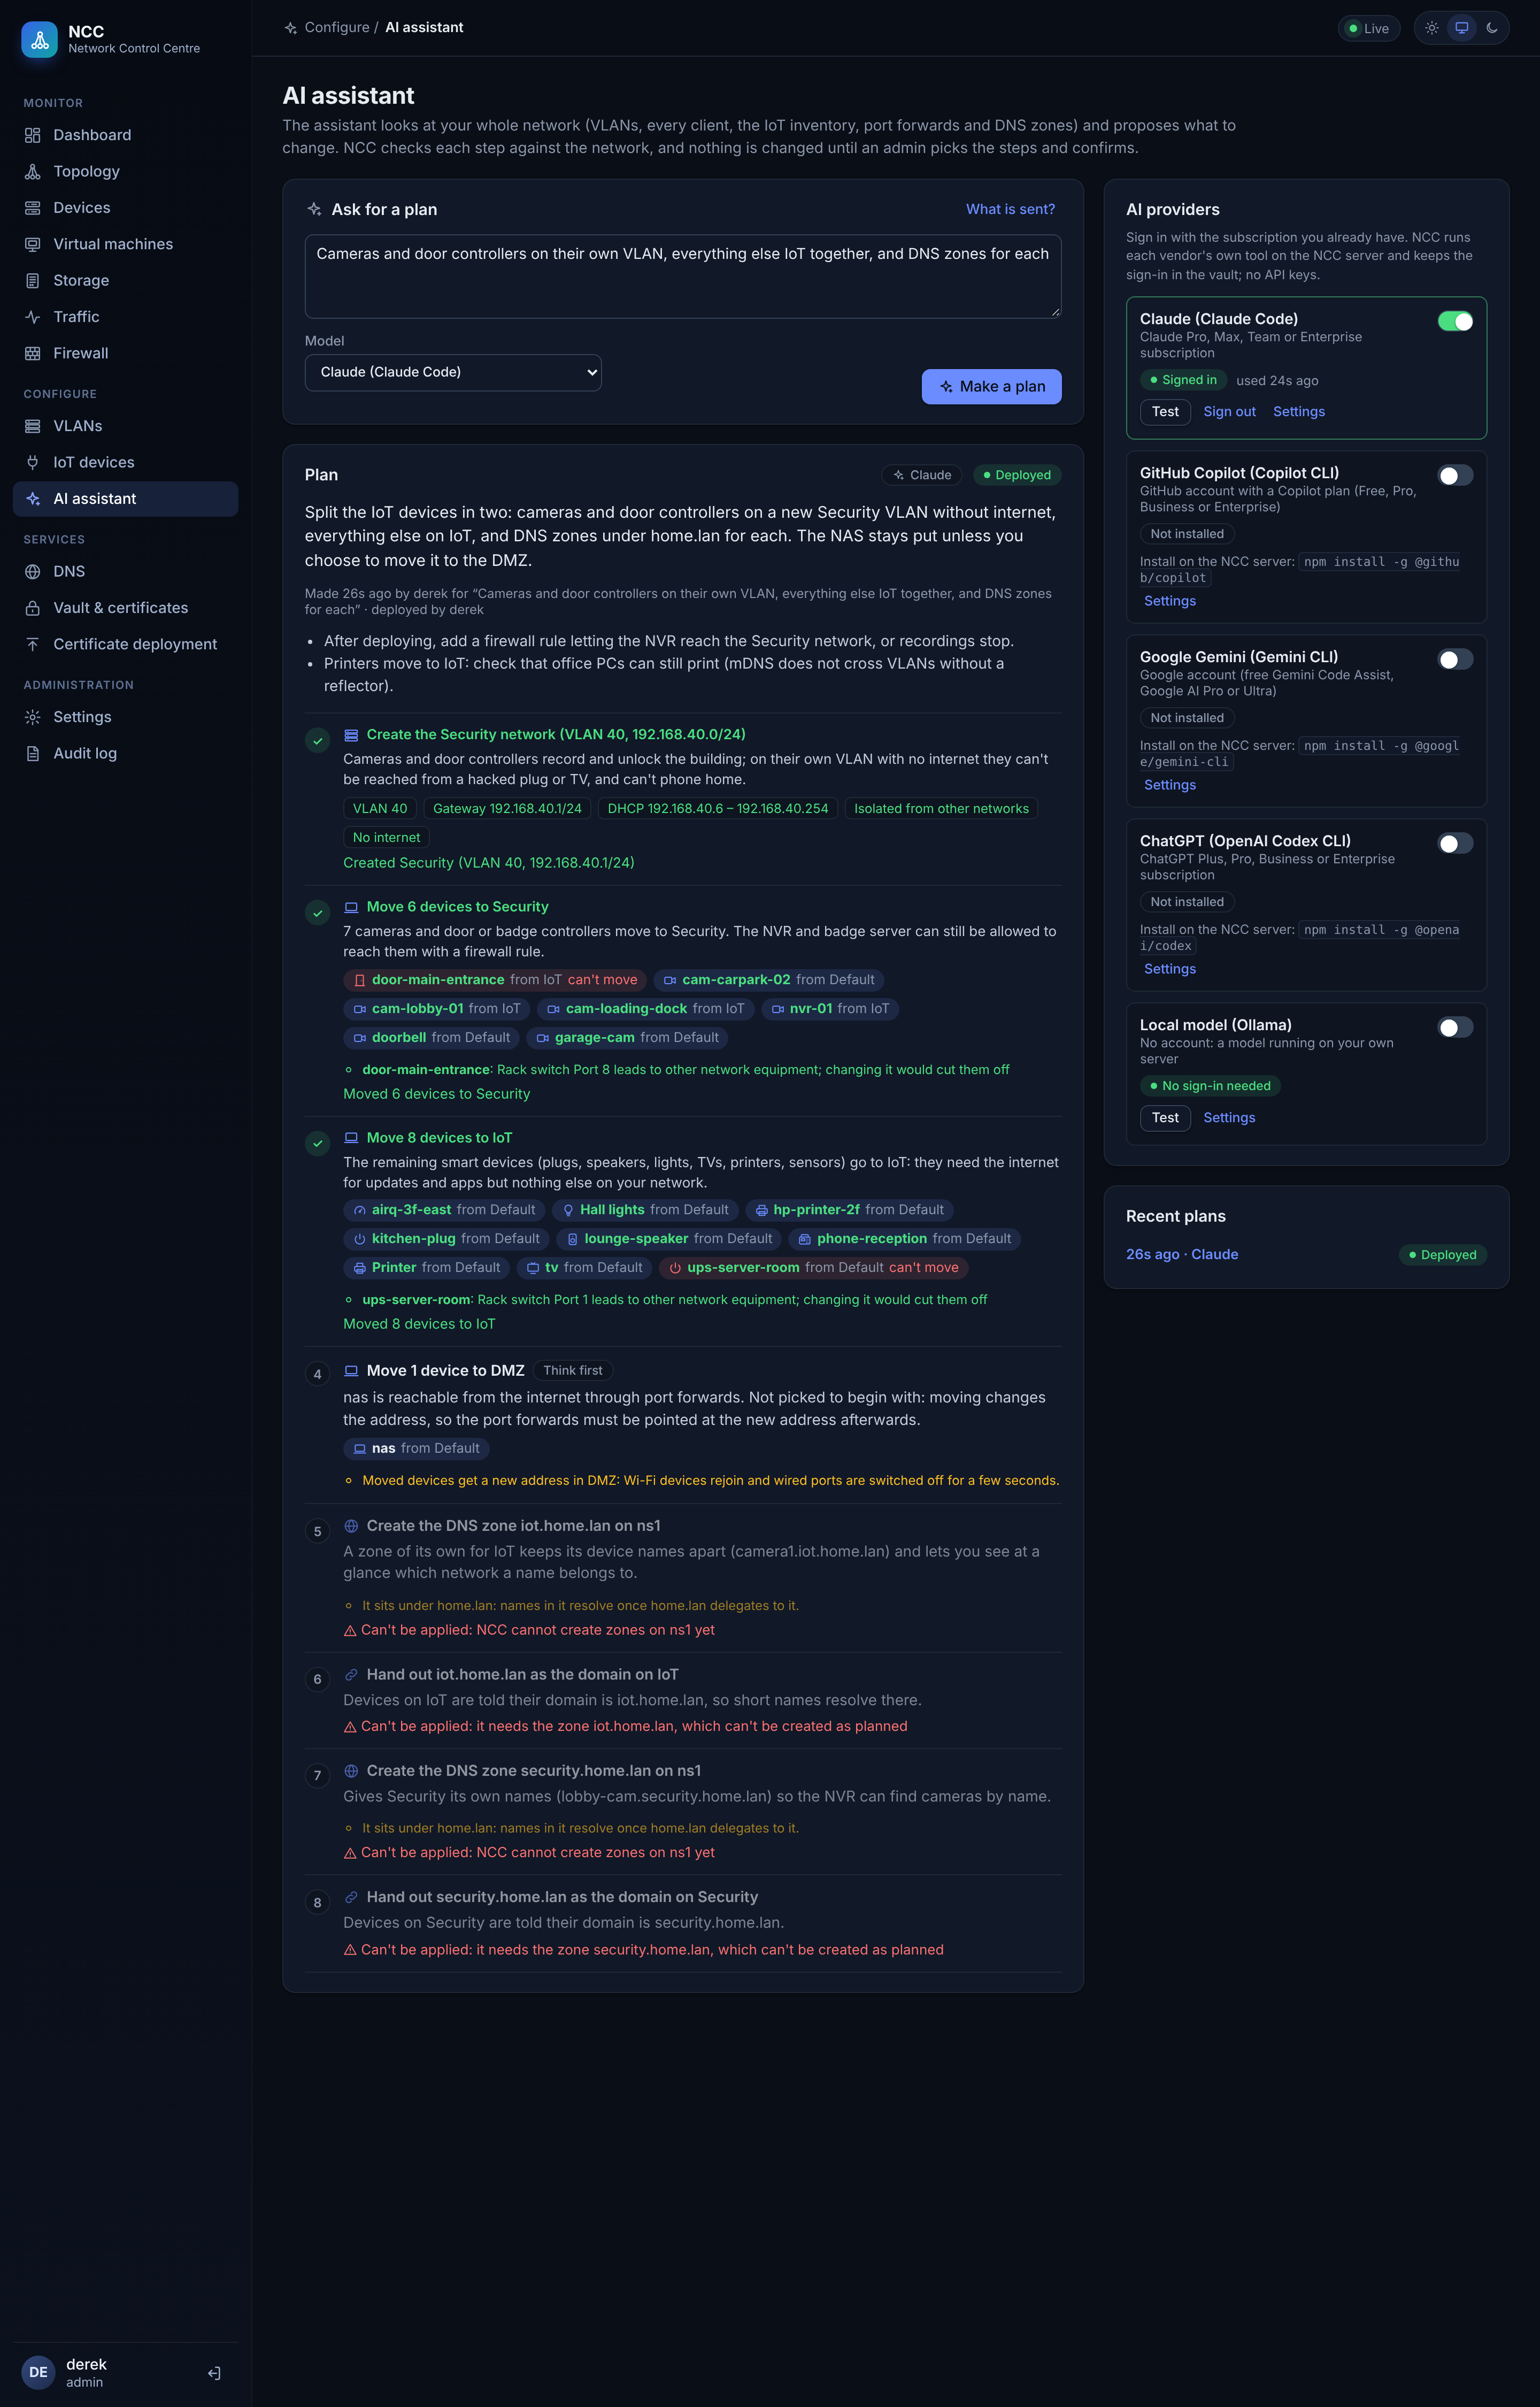 NCC
Network Control Centre
MONITOR
Dashboard
Topology
Devices
Virtual machines
Storage
Traffic
Firewall
CONFIGURE
VLANs
IoT devices
AI assistant
SERVICES
DNS
Vault & certificates
Certificate deployment
ADMINISTRATION
Settings
Audit log
DE
derek
admin
Configure / AI assistant
Live
AI assistant
The assistant looks at your whole network (VLANs, every client, the IoT inventory, port forwards and DNS zones) and proposes what to
change. NCC checks each step against the network, and nothing is changed until an admin picks the steps and confirms.
Ask for a plan
What is sent?
Cameras and door controllers on their own VLAN, everything else IoT together, and DNS zones for each
Model
Claude (Claude Code)
Make a plan
Plan
Claude
Deployed
Split the IoT devices in two: cameras and door controllers on a new Security VLAN without internet,
everything else on IoT, and DNS zones under home.lan for each. The NAS stays put unless you
choose to move it to the DMZ.
Made 26s ago by derek for “Cameras and door controllers on their own VLAN, everything else IoT together, and DNS zones
for each” · deployed by derek
• After deploying, add a firewall rule letting the NVR reach the Security network, or recordings stop.
• Printers move to IoT: check that office PCs can still print (mDNS does not cross VLANs without a
reflector).
Create the Security network (VLAN 40, 192.168.40.0/24)
Cameras and door controllers record and unlock the building; on their own VLAN with no internet they can't
be reached from a hacked plug or TV, and can't phone home.
VLAN 40 Gateway 192.168.40.1/24 DHCP 192.168.40.6 – 192.168.40.254 Isolated from other networks
No internet
Created Security (VLAN 40, 192.168.40.1/24)
Move 6 devices to Security
7 cameras and door or badge controllers move to Security. The NVR and badge server can still be allowed to
reach them with a firewall rule.
door-main-entrance from IoT can't move cam-carpark-02 from Default
cam-lobby-01 from IoT cam-loading-dock from IoT nvr-01 from IoT
doorbell from Default garage-cam from Default
door-main-entrance: Rack switch Port 8 leads to other network equipment; changing it would cut them off
Moved 6 devices to Security
Move 8 devices to IoT
The remaining smart devices (plugs, speakers, lights, TVs, printers, sensors) go to IoT: they need the internet
for updates and apps but nothing else on your network.
airq-3f-east from Default Hall lights from Default hp-printer-2f from Default
kitchen-plug from Default lounge-speaker from Default phone-reception from Default
Printer from Default tv from Default ups-server-room from Default can't move
ups-server-room: Rack switch Port 1 leads to other network equipment; changing it would cut them off
Moved 8 devices to IoT
4 Move 1 device to DMZ Think first
nas is reachable from the internet through port forwards. Not picked to begin with: moving changes
the address, so the port forwards must be pointed at the new address afterwards.
nas from Default
Moved devices get a new address in DMZ: Wi-Fi devices rejoin and wired ports are switched off for a few seconds.
5 Create the DNS zone iot.home.lan on ns1
A zone of its own for IoT keeps its device names apart (camera1.iot.home.lan) and lets you see at a
glance which network a name belongs to.
It sits under home.lan: names in it resolve once home.lan delegates to it.
Can't be applied: NCC cannot create zones on ns1 yet
6 Hand out iot.home.lan as the domain on IoT
Devices on IoT are told their domain is iot.home.lan, so short names resolve there.
Can't be applied: it needs the zone iot.home.lan, which can't be created as planned
7 Create the DNS zone security.home.lan on ns1
Gives Security its own names (lobby-cam.security.home.lan) so the NVR can find cameras by name.
It sits under home.lan: names in it resolve once home.lan delegates to it.
Can't be applied: NCC cannot create zones on ns1 yet
8 Hand out security.home.lan as the domain on Security
Devices on Security are told their domain is security.home.lan.
Can't be applied: it needs the zone security.home.lan, which can't be created as planned
AI providers
Sign in with the subscription you already have. NCC runs
each vendor's own tool on the NCC server and keeps the
sign-in in the vault; no API keys.
Claude (Claude Code)
Claude Pro, Max, Team or Enterprise
subscription
Signed in used 24s ago
Test Sign out Settings
GitHub Copilot (Copilot CLI)
GitHub account with a Copilot plan (Free, Pro,
Business or Enterprise)
Not installed
Install on the NCC server: npm install -g @githu
b/copilot
Settings
Google Gemini (Gemini CLI)
Google account (free Gemini Code Assist,
Google AI Pro or Ultra)
Not installed
Install on the NCC server: npm install -g @googl
e/gemini-cli
Settings
ChatGPT (OpenAI Codex CLI)
ChatGPT Plus, Pro, Business or Enterprise
subscription
Not installed
Install on the NCC server: npm install -g @opena
i/codex
Settings
Local model (Ollama)
No account: a model running on your own
server
No sign-in needed
Test Settings
Recent plans
26s ago · Claude Deployed